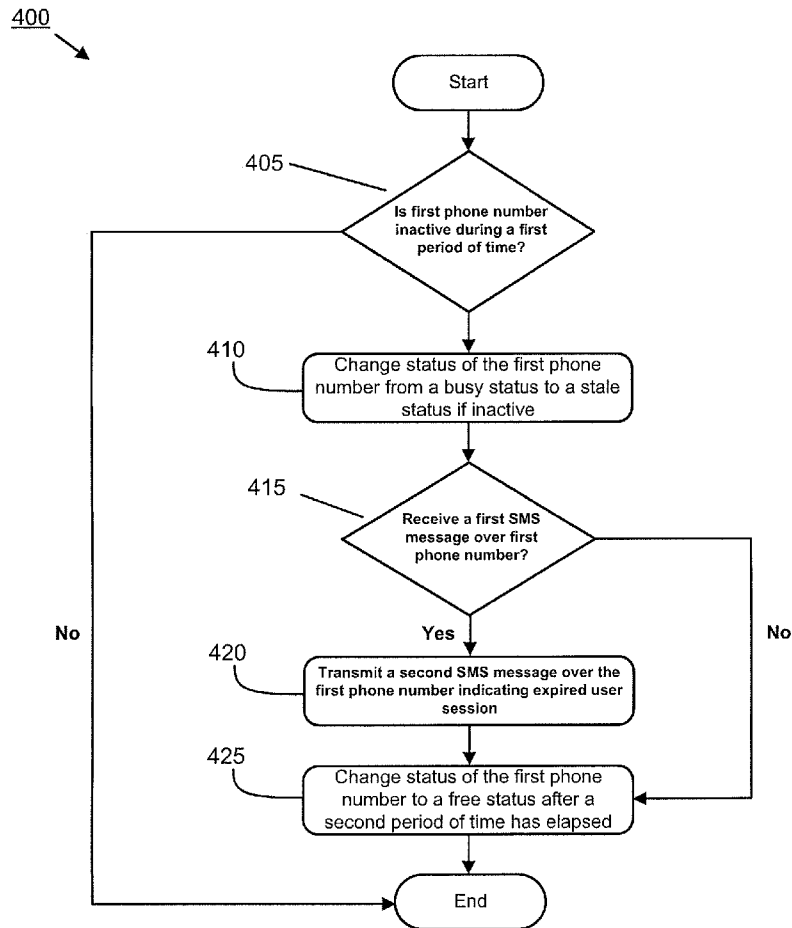 400
Start
405
Is first phone number
inactive during a first
period of time?
410
Change status of the first phone
number from a busy status to a stale
status if inactive
415
Receive a first SMS
message over first
phone number?
No
Yes
No
420
Transmit a second SMS message over the
first phone number indicating expired user
session
425
Change status of the first phone
number to a free status after a
second period of time has elapsed
End